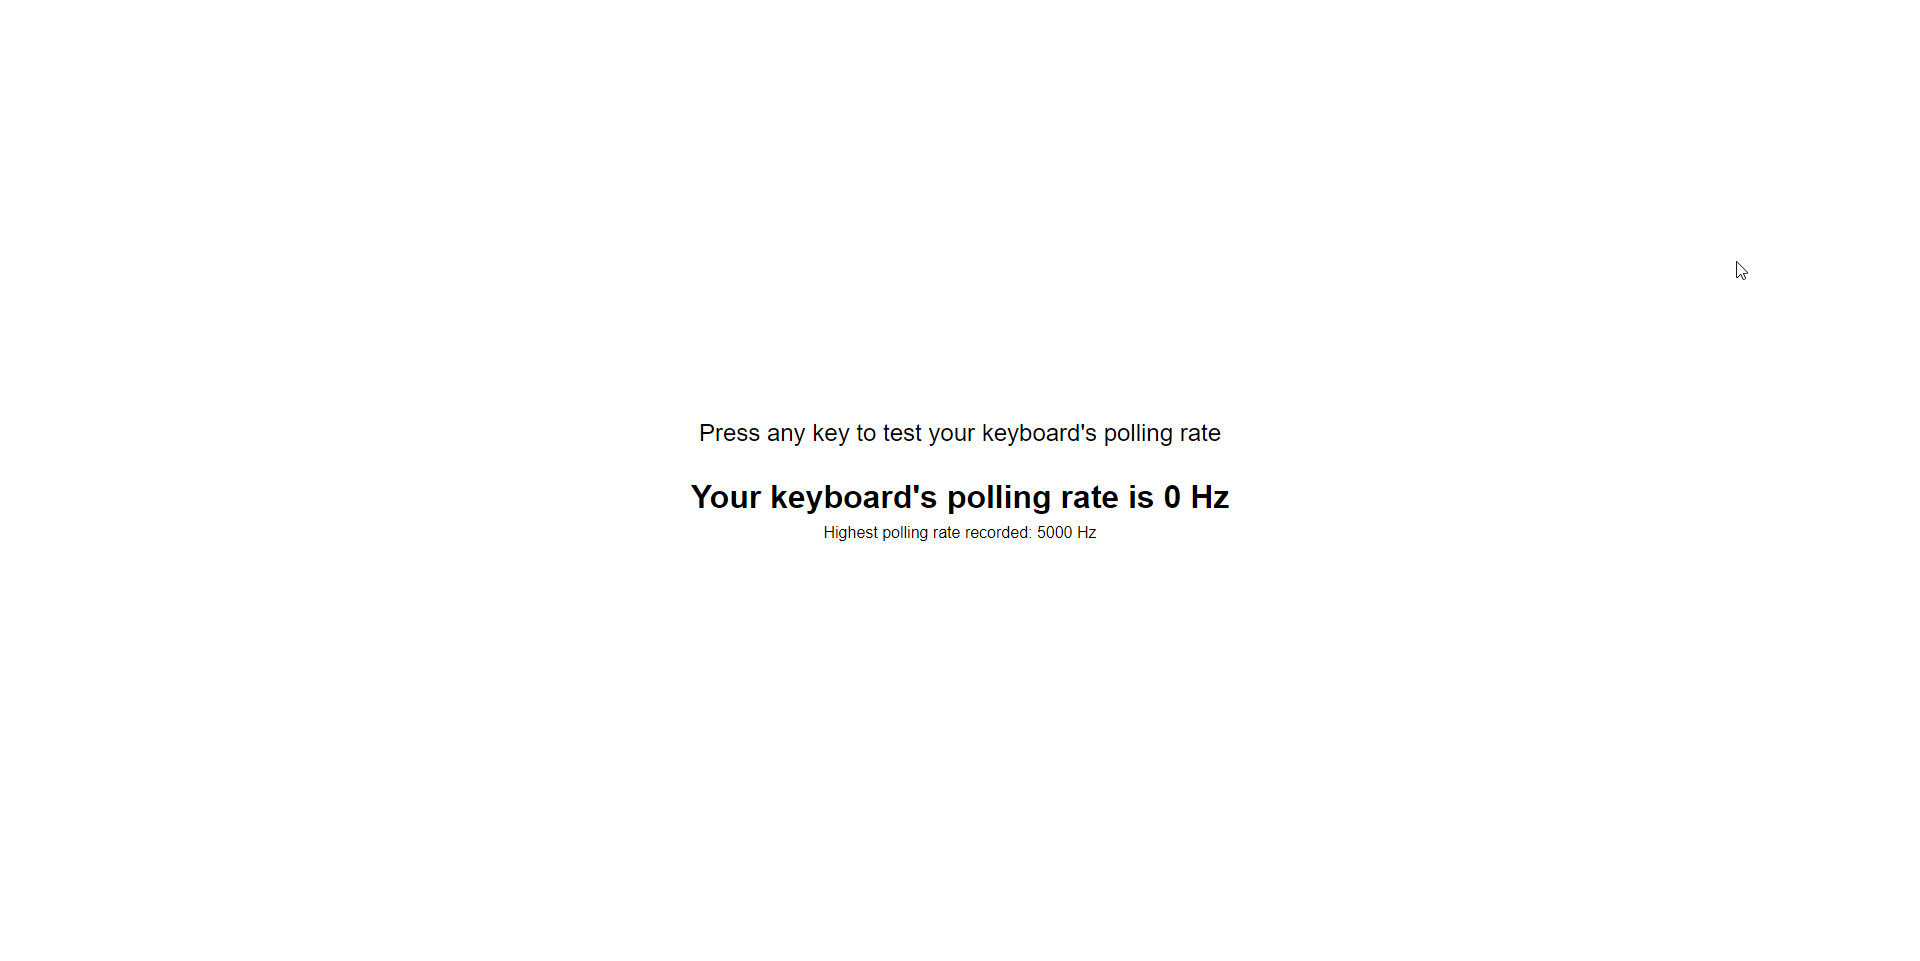 Press any key to test your keyboard's polling rate
Your keyboard's polling rate is 0 Hz
Highest polling rate recorded: 5000 Hz